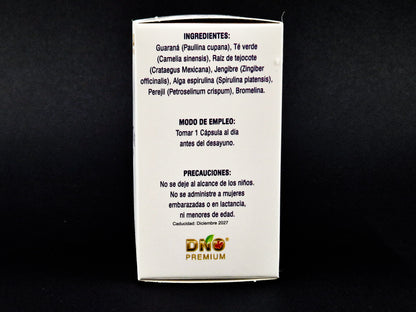 INGREDIENTES:
Guaraná (Paullina cupana), Té verde
(Camelia sinensis), Raíz de tejocote
(Crataegus Mexicana), Jengibre (Zingiber
officinalis), Alga espirulina (Spirulina platensis),
Perejil (Petroselinum crispum), Bromelina.
MODO DE EMPLEO:
Tomar 1 Cápsula al día
antes del desayuno.
PRECAUCIONES:
No se deje al alcance de los niños.
No se administre a mujeres
embarazadas o en lactancia,
ni menores de edad.
Caducidad: Diciembre 2027
DNO®
PREMIUM